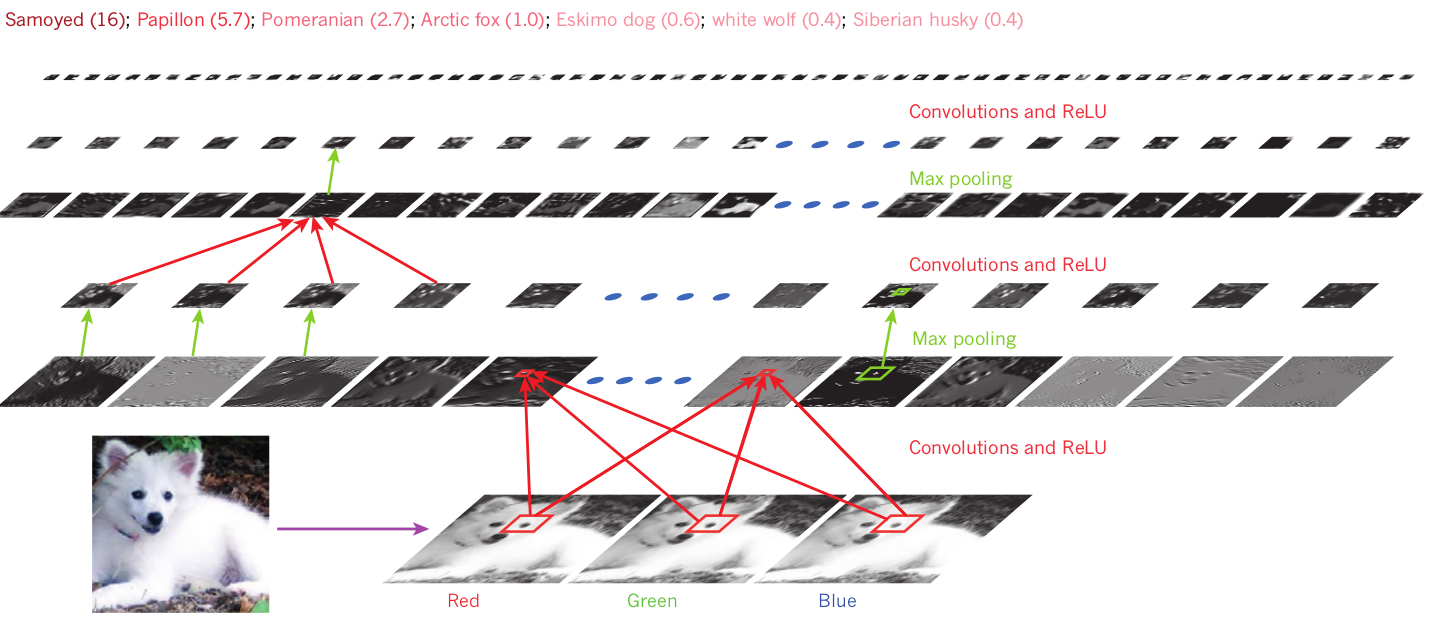 Samoyed (16); Papillon (5.7); Pomeranian (2.7); Arctic fox (1.0); Eskimo dog (0.6); white wolf (0.4); Siberian husky (0.4)
Convolutions and ReLU
Max pooling
Convolutions and ReLU
Max pooling
Convolutions and ReLU
Red
Green
Blue